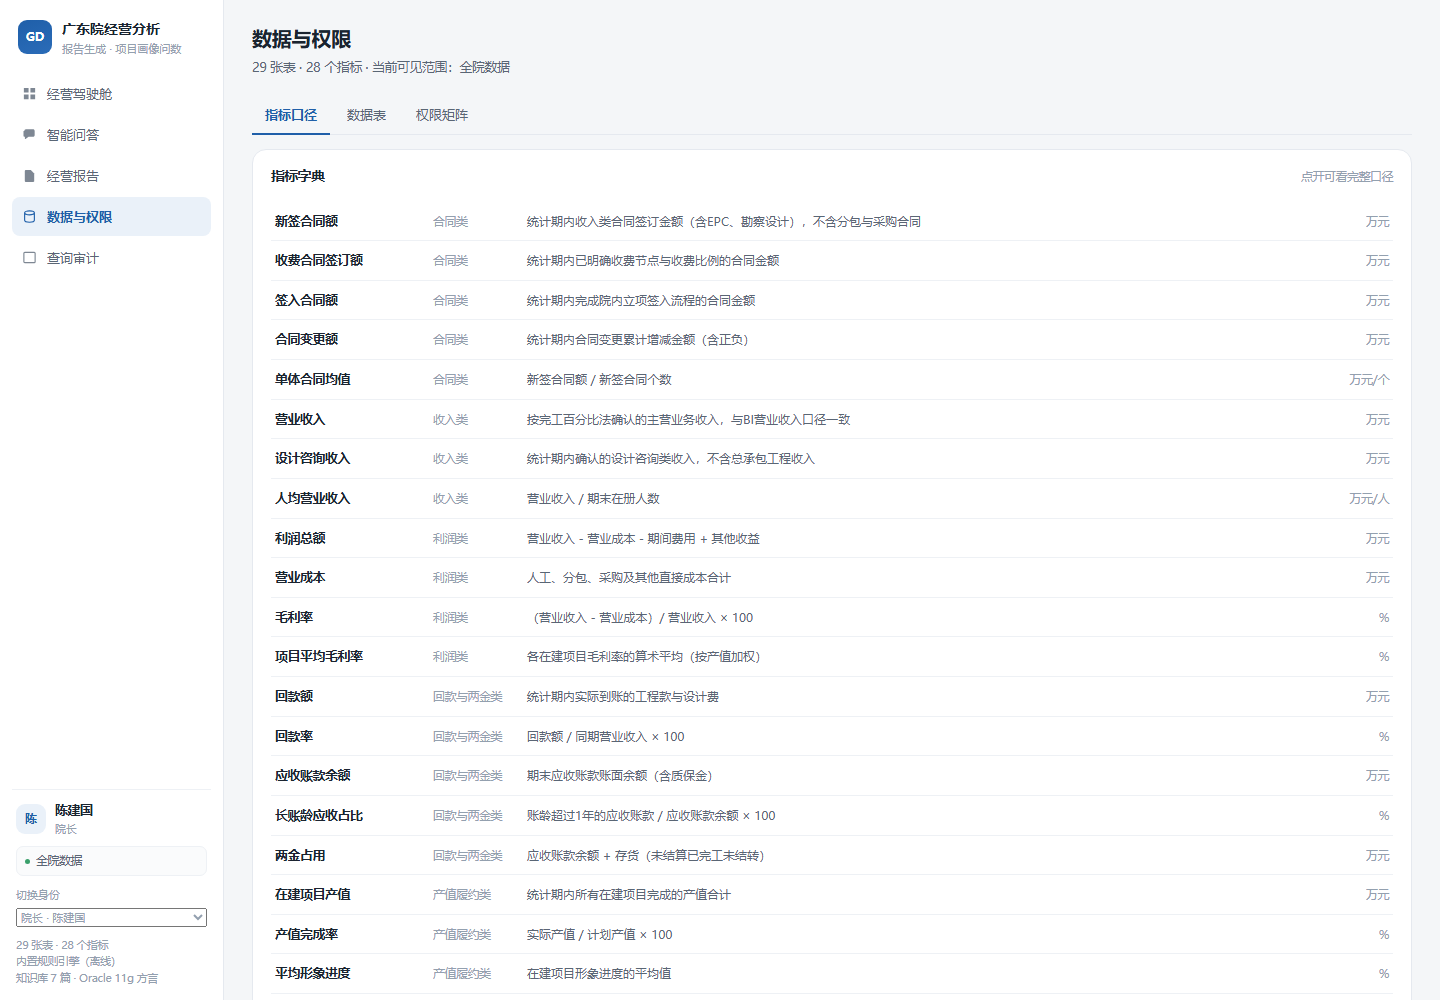 GD
广东院经营分析
报告生成 · 项目画像问数
经营驾驶舱
智能问答
经营报告
数据与权限
查询审计
陈
陈建国
院长
全院数据
切换身份
院长 · 陈建国
29 张表 · 28 个指标
内置规则引擎（离线）
知识库 7 篇 · Oracle 11g 方言
数据与权限
29 张表 · 28 个指标 · 当前可见范围：全院数据
指标口径 数据表 权限矩阵
指标字典 点开可看完整口径
新签合同额 合同类 统计期内收入类合同签订金额（含EPC、勘察设计），不含分包与采购合同 万元
收费合同签订额 合同类 统计期内已明确收费节点与收费比例的合同金额 万元
签入合同额 合同类 统计期内完成院内立项签入流程的合同金额 万元
合同变更额 合同类 统计期内合同变更累计增减金额（含正负） 万元
单体合同均值 合同类 新签合同额 / 新签合同个数 万元/个
营业收入 收入类 按完工百分比法确认的主营业务收入，与BI营业收入口径一致 万元
设计咨询收入 收入类 统计期内确认的设计咨询类收入，不含总承包工程收入 万元
人均营业收入 收入类 营业收入 / 期末在册人数 万元/人
利润总额 利润类 营业收入 - 营业成本 - 期间费用 + 其他收益 万元
营业成本 利润类 人工、分包、采购及其他直接成本合计 万元
毛利率 利润类 （营业收入 - 营业成本）/ 营业收入 × 100 %
项目平均毛利率 利润类 各在建项目毛利率的算术平均（按产值加权） %
回款额 回款与两金类 统计期内实际到账的工程款与设计费 万元
回款率 回款与两金类 回款额 / 同期营业收入 × 100 %
应收账款余额 回款与两金类 期末应收账款账面余额（含质保金） 万元
长账龄应收占比 回款与两金类 账龄超过1年的应收账款 / 应收账款余额 × 100 %
两金占用 回款与两金类 应收账款余额 + 存货（未结算已完工未结转） 万元
在建项目产值 产值履约类 统计期内所有在建项目完成的产值合计 万元
产值完成率 产值履约类 实际产值 / 计划产值 × 100 %
平均形象进度 产值履约类 在建项目形象进度的平均值 %